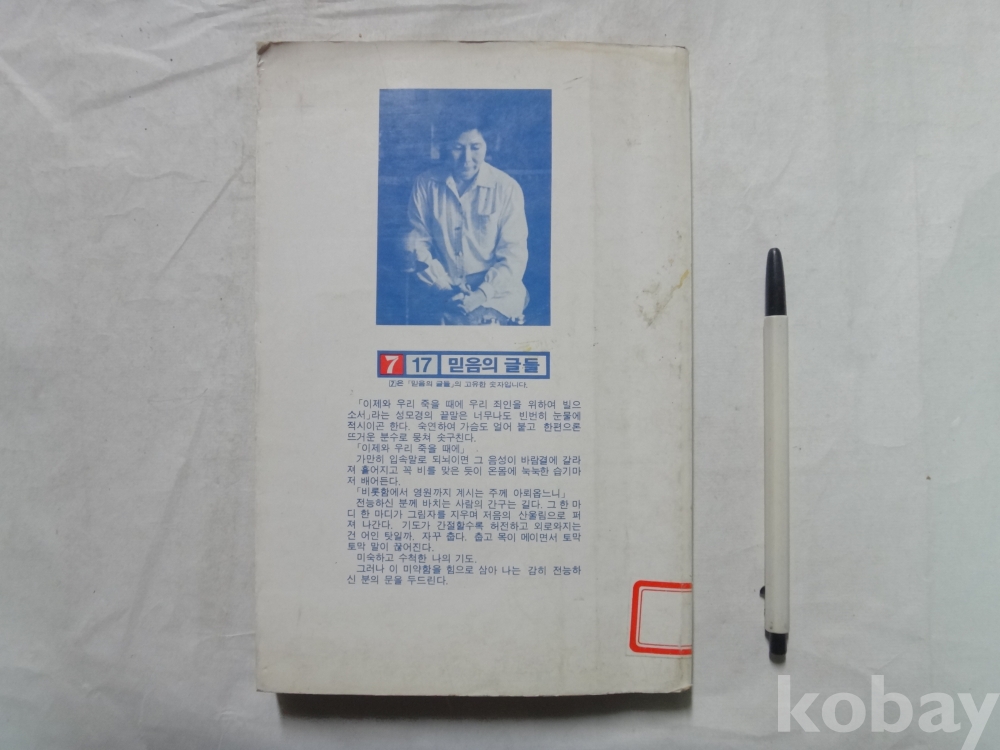 7 17 믿음의 글들
7은 「믿음의 글들」의 고유한 숫자입니다.
「이제와 우리 죽을 때에 우리 죄인을 위하여 빌으
소서」라는 성모경의 끝말은 너무나도 빈번히 눈물에
적시이곤 한다. 숙연하여 가슴도 얼어 붙고 한편으론
뜨거운 분수로 뭉쳐 솟구친다.
「이제와 우리 죽을 때에」
가만히 입속말로 되뇌이면 그 음성이 바람결에 갈라
져 흩어지고 꼭 비를 맞은 듯이 온몸에 눅눅한 습기마
저 배어든다.
「비롯함에서 영원까지 계시는 주께 아뢰옵느니」
전능하신 분께 바치는 사람의 간구는 길다. 그 한 마
디 한 마디가 그림자를 지우며 저음의 산울림으로 퍼
져 나간다. 기도가 간절할수록 허전하고 외로와지는
건 어인 탓일까. 자꾸 춥다. 춥고 목이 메이면서 토막
토막 말이 끊어진다.
미숙하고 수척한 나의 기도.
그러나 이 미약함을 힘으로 삼아 나는 감히 전능하
신 분의 문을 두드린다.
kobay